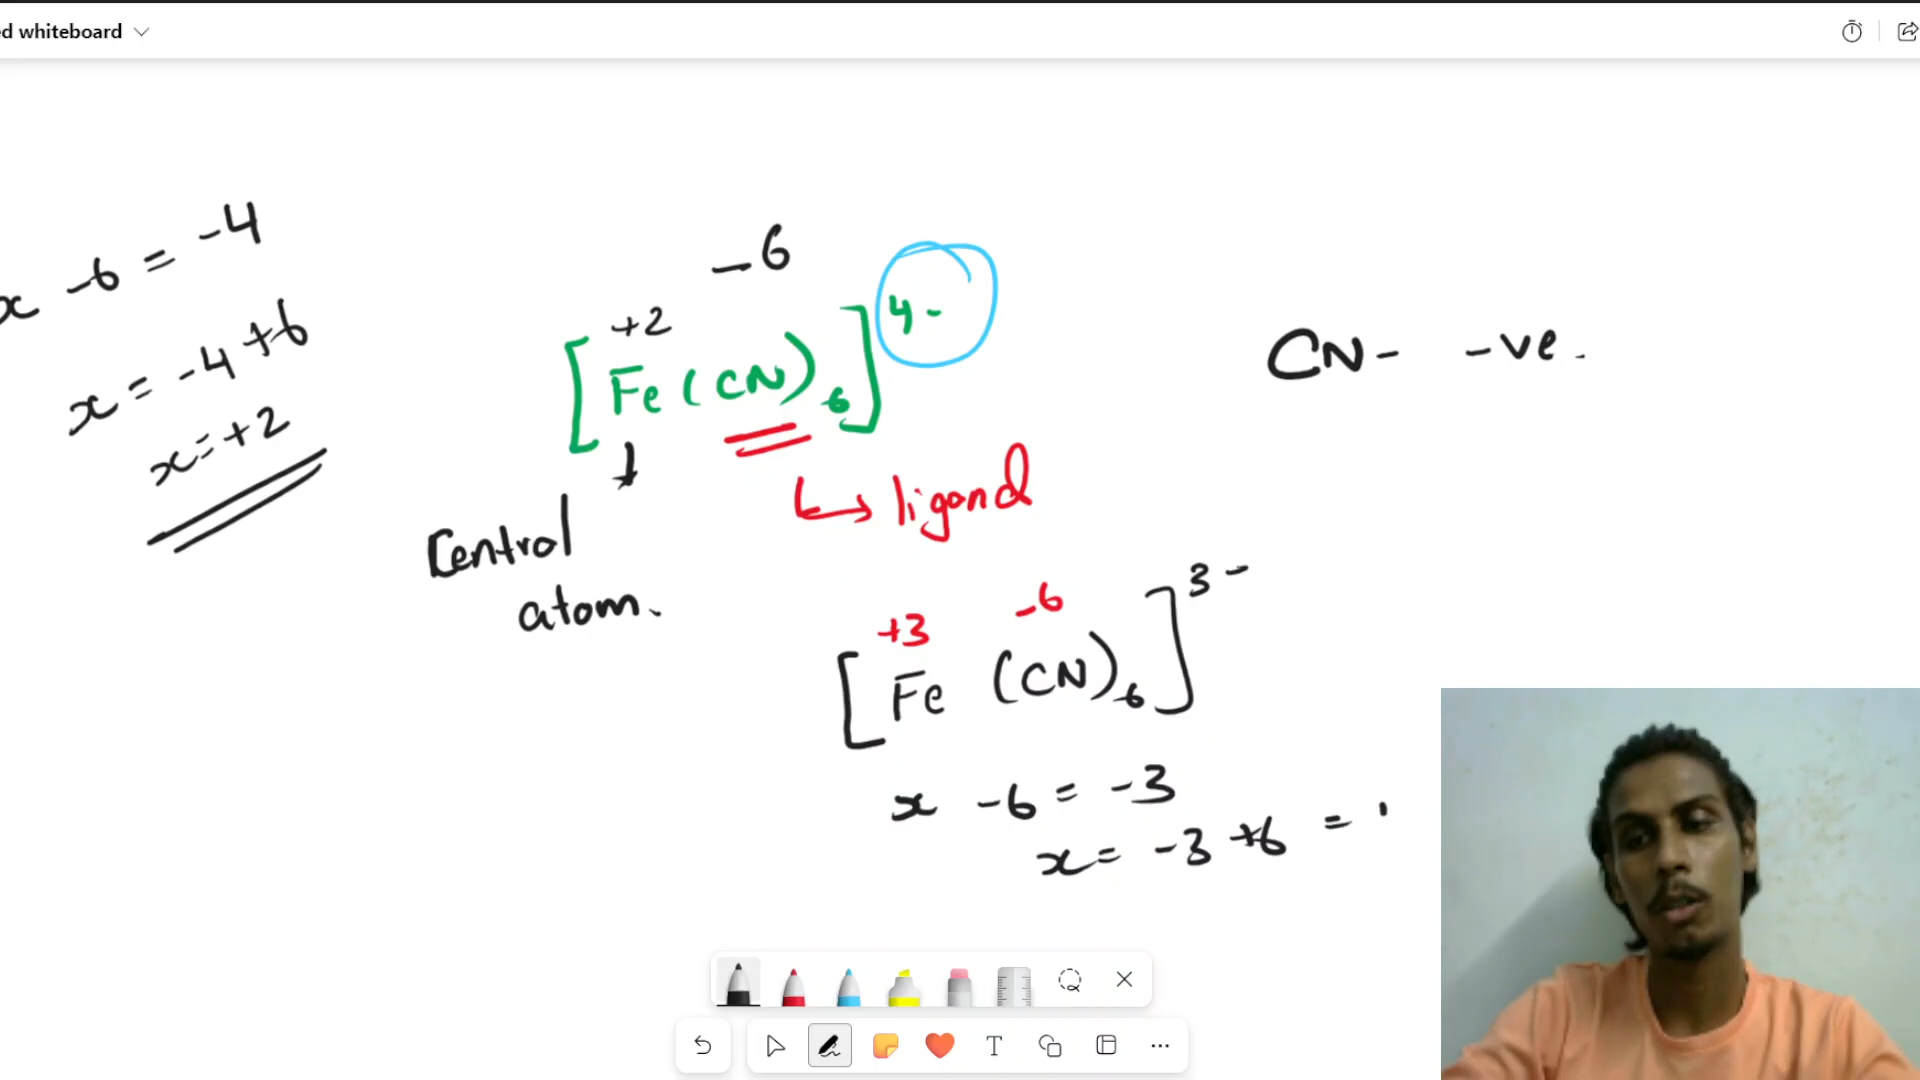 d whiteboard
x -6 = -4
x = -4 +6
x = +2
-6
+2
[Fe(CN)6]4-
Central
atom.
ligand
CN- -ve.
+3 -6
[Fe (CN)6]3-
x -6 = -3
x = -3 +6 =
T